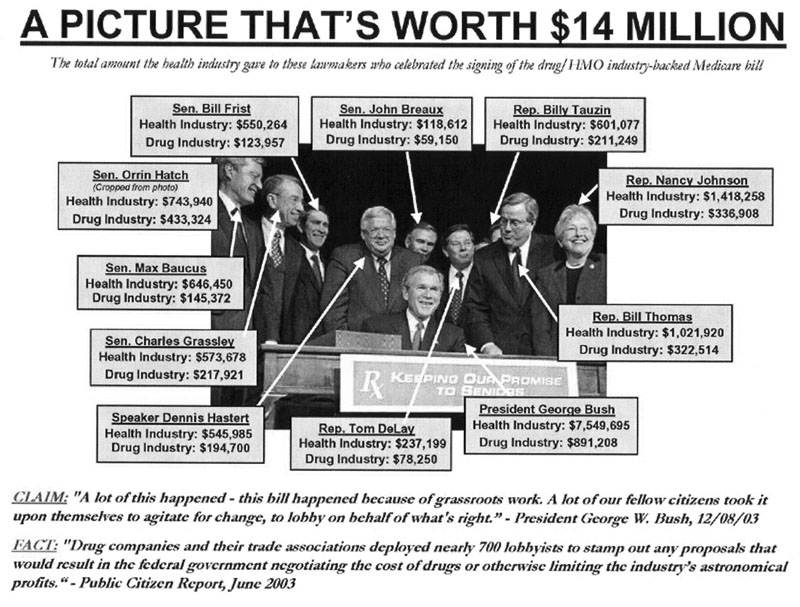 A PICTURE THAT'S WORTH $14 MILLION
The total amount the health industry gave to these lawmakers who celebrated the signing of the drug/HMO industry-backed Medicare bill
Sen. Bill Frist
Health Industry: $550,264
Drug Industry: $123,957
Sen. John Breaux
Health Industry: $118,612
Drug Industry: $59,150
Rep. Billy Tauzin
Health Industry: $601,077
Drug Industry: $211,249
Sen. Orrin Hatch
(Cropped from photo)
Health Industry: $743,940
Drug Industry: $433,324
Rep. Nancy Johnson
Health Industry: $1,418,258
Drug Industry: $336,908
Sen. Max Baucus
Health Industry: $646,450
Drug Industry: $145,372
Rep. Bill Thomas
Health Industry: $1,021,920
Drug Industry: $322,514
Sen. Charles Grassley
Health Industry: $573,678
Drug Industry: $217,921
Rx KEEPING OUR PROMISE
TO SENIORS
Speaker Dennis Hastert
Health Industry: $545,985
Drug Industry: $194,700
Rep. Tom DeLay
Health Industry: $237,199
Drug Industry: $78,250
President George Bush
Health Industry: $7,549,695
Drug Industry: $891,208
CLAIM: "A lot of this happened - this bill happened because of grassroots work. A lot of our fellow citizens took it
upon themselves to agitate for change, to lobby on behalf of what's right.” - President George W. Bush, 12/08/03
FACT: "Drug companies and their trade associations deployed nearly 700 lobbyists to stamp out any proposals that
would result in the federal government negotiating the cost of drugs or otherwise limiting the industry's astronomical
profits.“ - Public Citizen Report, June 2003